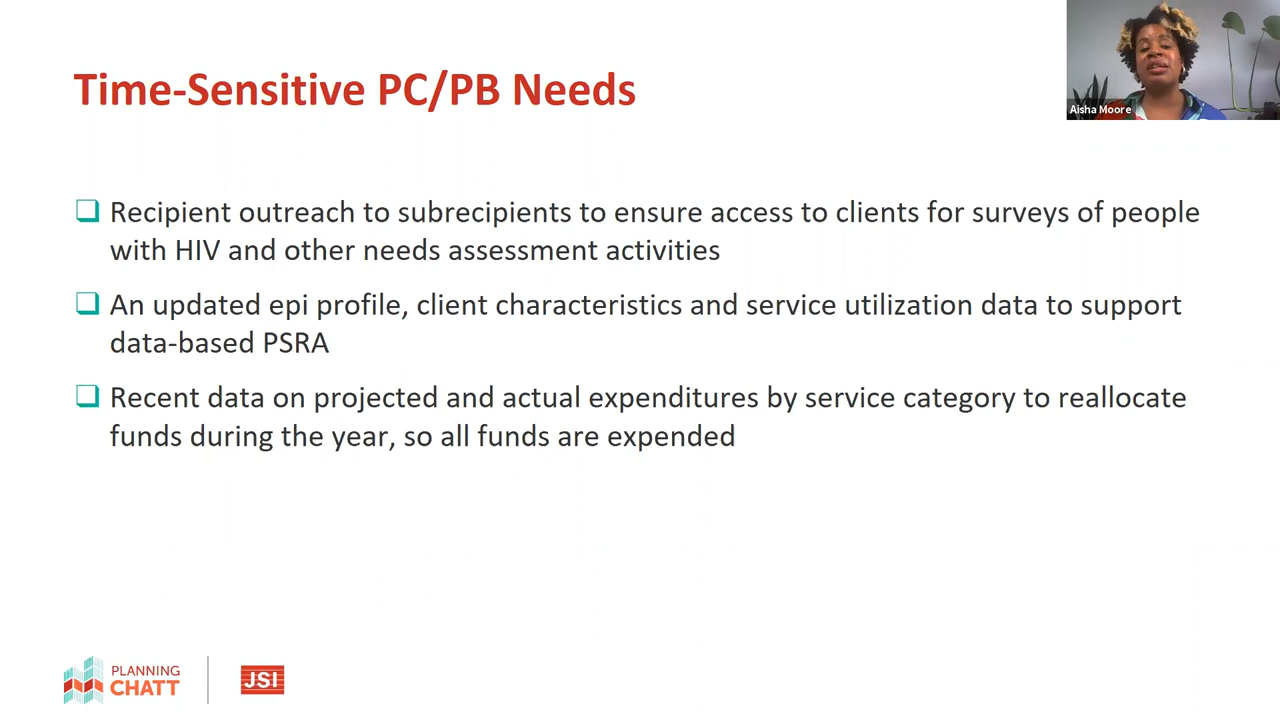 Time-Sensitive PC/PB Needs
Aisha Moore
Recipient outreach to subrecipients to ensure access to clients for surveys of people
with HIV and other needs assessment activities
An updated epi profile, client characteristics and service utilization data to support
data-based PSRA
Recent data on projected and actual expenditures by service category to reallocate
funds during the year, so all funds are expended
PLANNING
CHATT
JSI